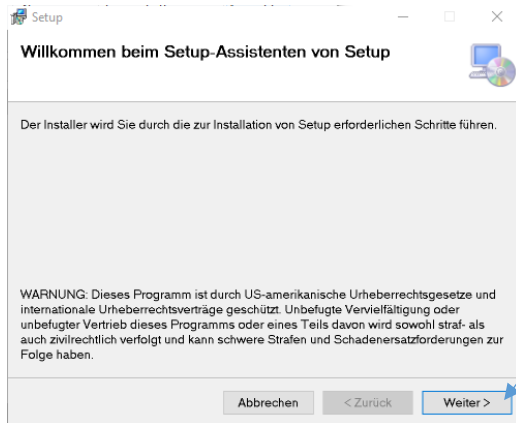 Setup
Willkommen beim Setup-Assistenten von Setup
Der Installer wird Sie durch die zur Installation von Setup erforderlichen Schritte führen.
WARNUNG: Dieses Programm ist durch US-amerikanische Urheberrechtsgesetze und
internationale Urheberrechtsverträge geschützt. Unbefugte Vervielfältigung oder
unbefugter Vertrieb dieses Programms oder eines Teils davon wird sowohl straf- als
auch zivilrechtlich verfolgt und kann schwere Strafen und Schadenersatzforderungen zur
Folge haben.
Abbrechen < Zurück Weiter >